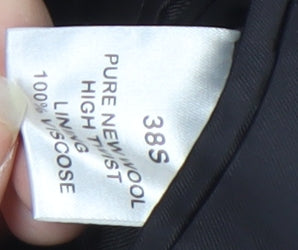 38S
PURE NEW WOOL
HIGH TWIST
LINING
100% VISCOSE